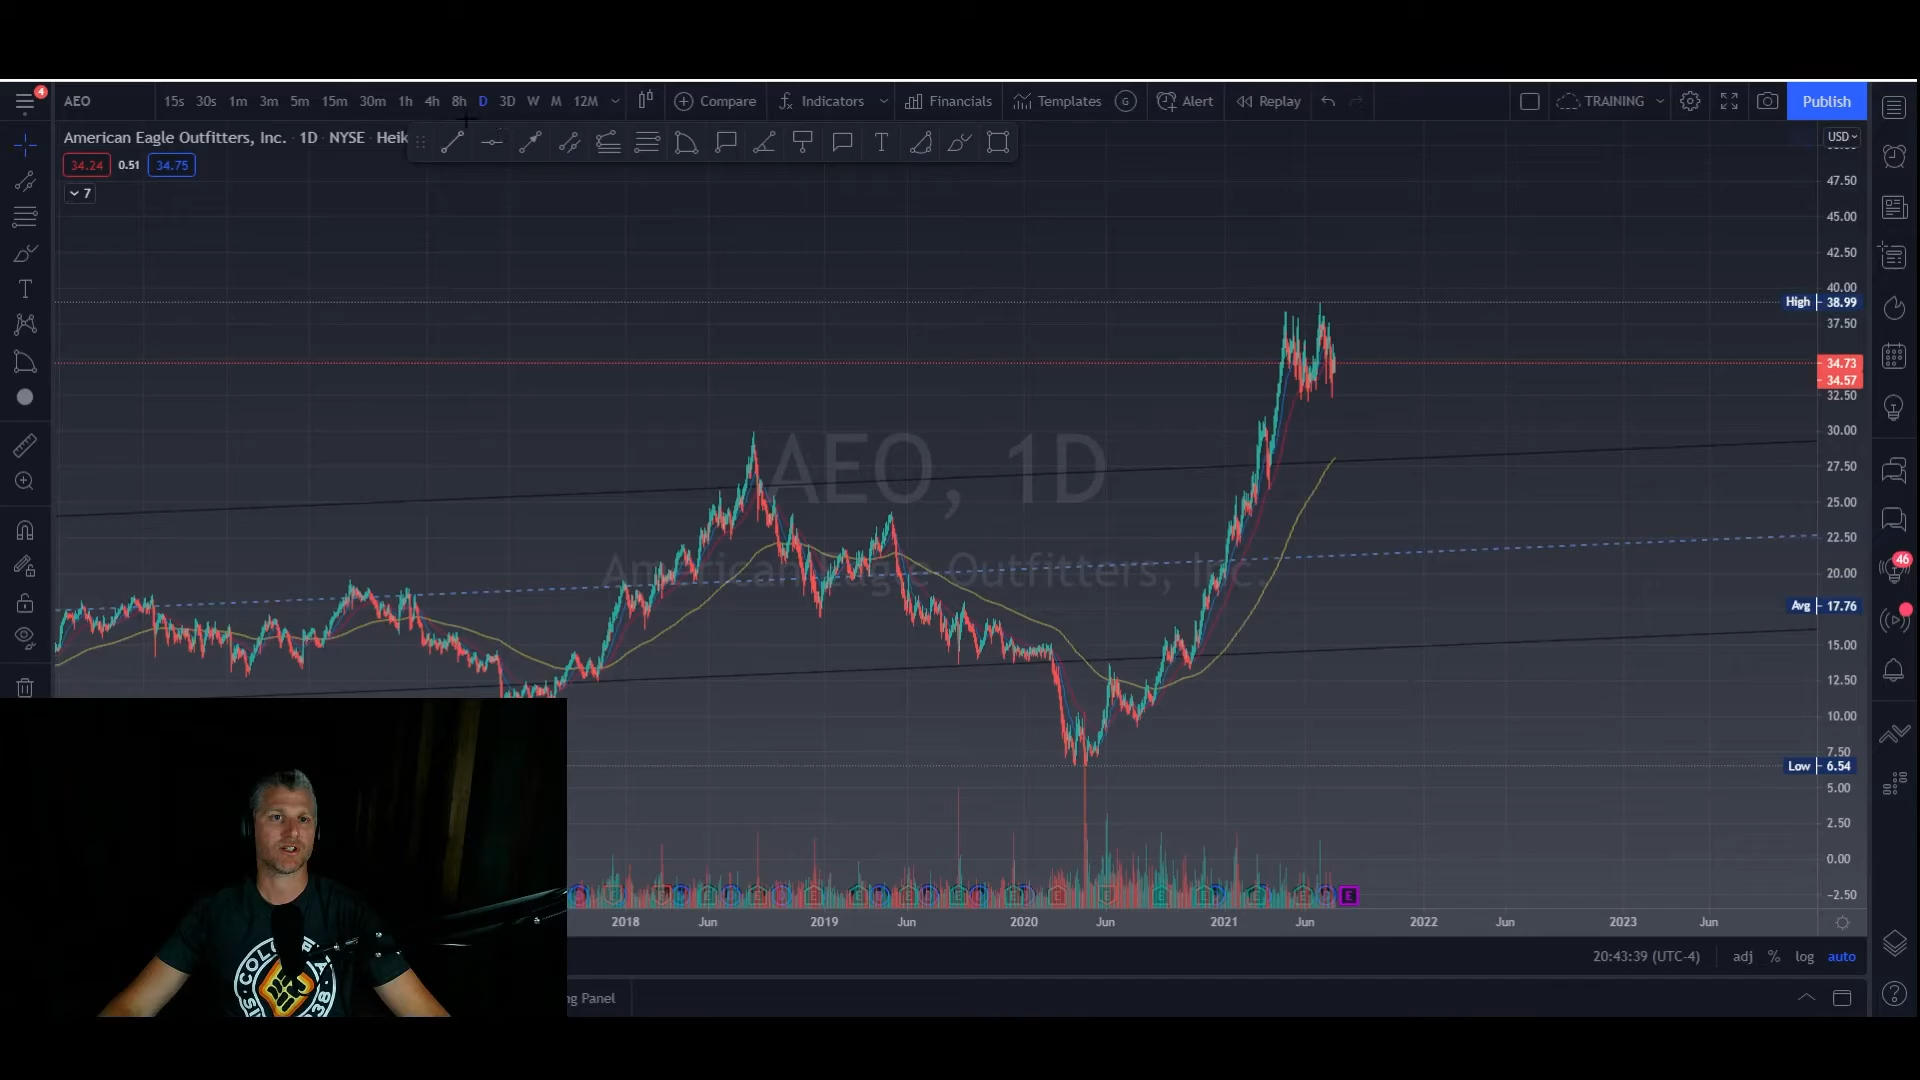 4
AEO
15s 30s 1m 3m 5m 15m 30m 1h 4h 8h D 3D W M 12M
Compare
Indicators
Financials
Templates
G
Alert
Replay
TRAINING
Publish
American Eagle Outfitters, Inc. · 1D · NYSE · Heik
34.24 0.51 34.75
7
USD
47.50
45.00
42.50
40.00
High 38.99
37.50
34.73
34.57
32.50
30.00
27.50
25.00
22.50
20.00
Avg 17.76
15.00
12.50
10.00
7.50
Low 6.54
5.00
2.50
0.00
−2.50
AEO, 1D
American Eagle Outfitters, Inc.
T
46
E
2018 Jun 2019 Jun 2020 Jun 2021 Jun 2022 Jun 2023 Jun
20:43:39 (UTC-4) adj % log auto
ng Panel